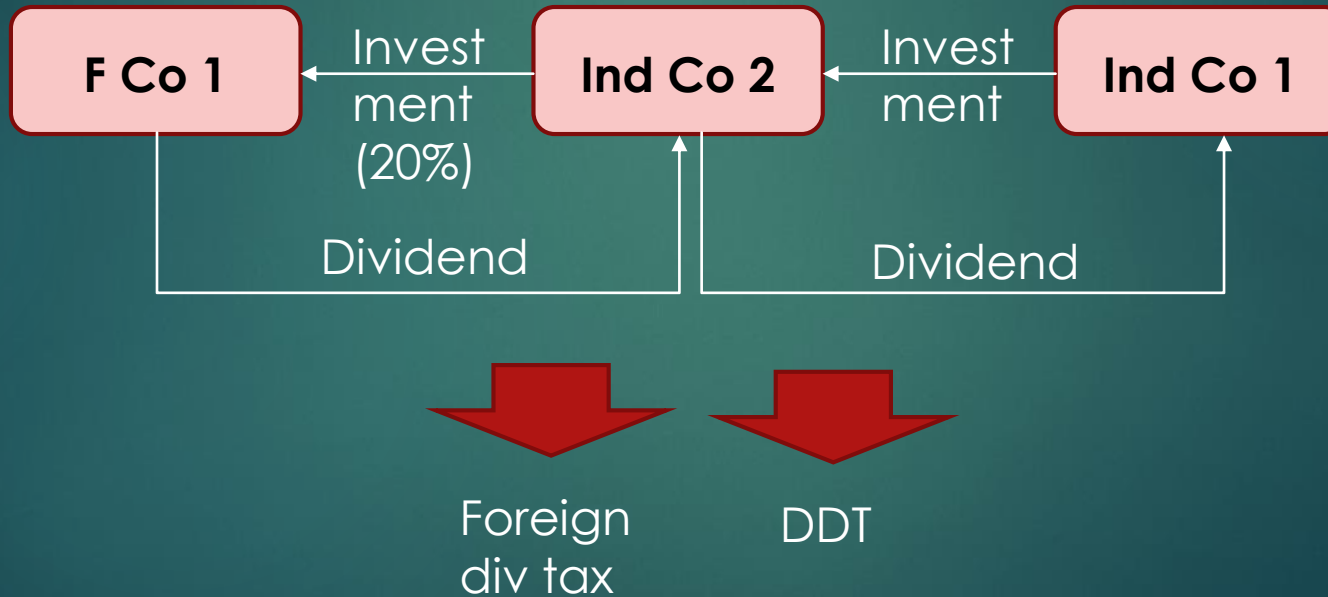 F Co 1
Invest
ment
(20%)
Ind Co 2
Invest
ment
Ind Co 1
Dividend
Dividend
Foreign
div tax
DDT